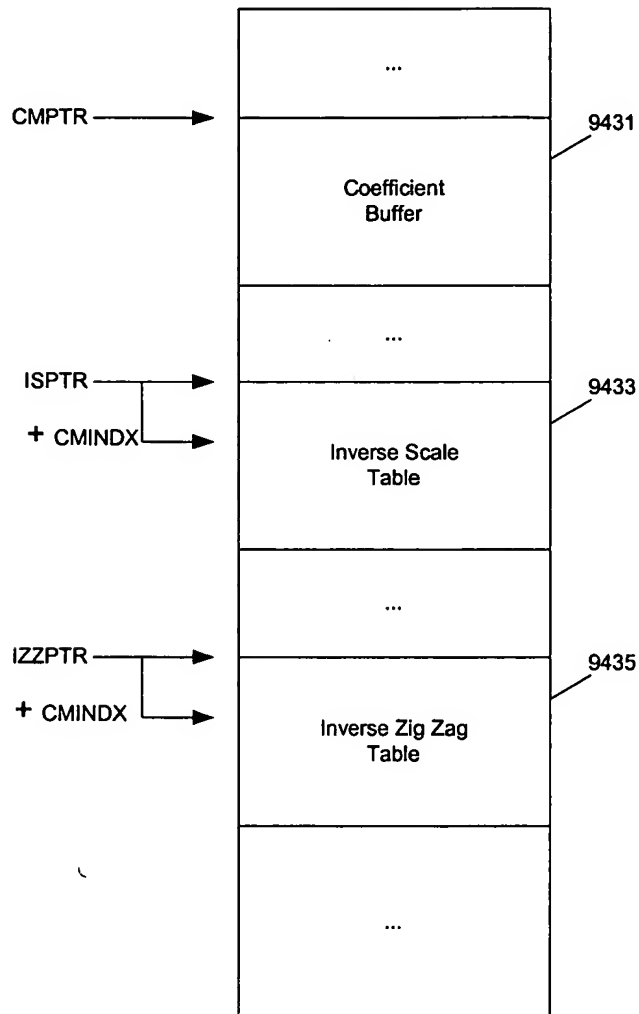 ...
CMPTR
9431
Coefficient
Buffer
...
ISPTR
9433
+ CMINDX
Inverse Scale
Table
...
IZZPTR
9435
+ CMINDX
Inverse Zig Zag
Table
...